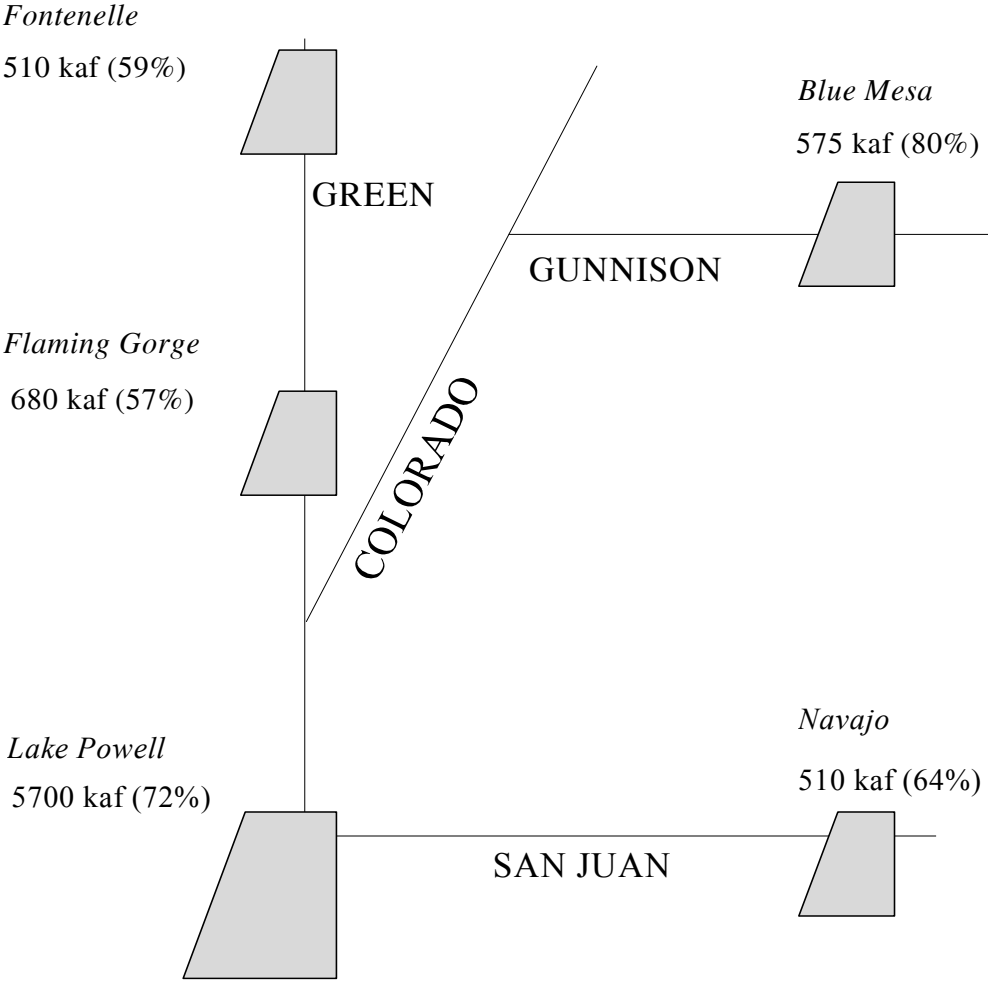 Fontenelle
510 kaf (59%)
GREEN
Blue Mesa
575 kaf (80%)
GUNNISON
Flaming Gorge
680 kaf (57%)
COLORADO
Lake Powell
5700 kaf (72%)
Navajo
510 kaf (64%)
SAN JUAN